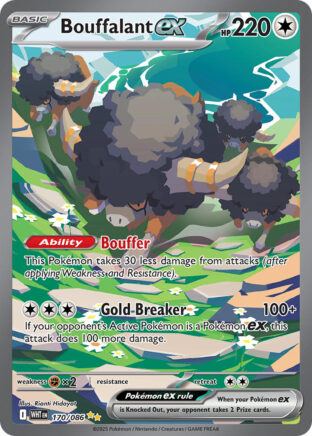 BASIC
Bouffalant ex HP 220
Ability Bouffer
This Pokémon takes 30 less damage from attacks (after
applying Weakness and Resistance).
Gold-Breaker 100+
If your opponent's Active Pokémon is a Pokémon ex, this
attack does 100 more damage.
weakness ×2 resistance retreat
Illus. Rianti Hidayat
Pokémon ex rule When your Pokémon ex
is Knocked Out, your opponent takes 2 Prize cards.
I WHT EN 170/086
©2025 Pokémon / Nintendo / Creatures / GAME FREAK